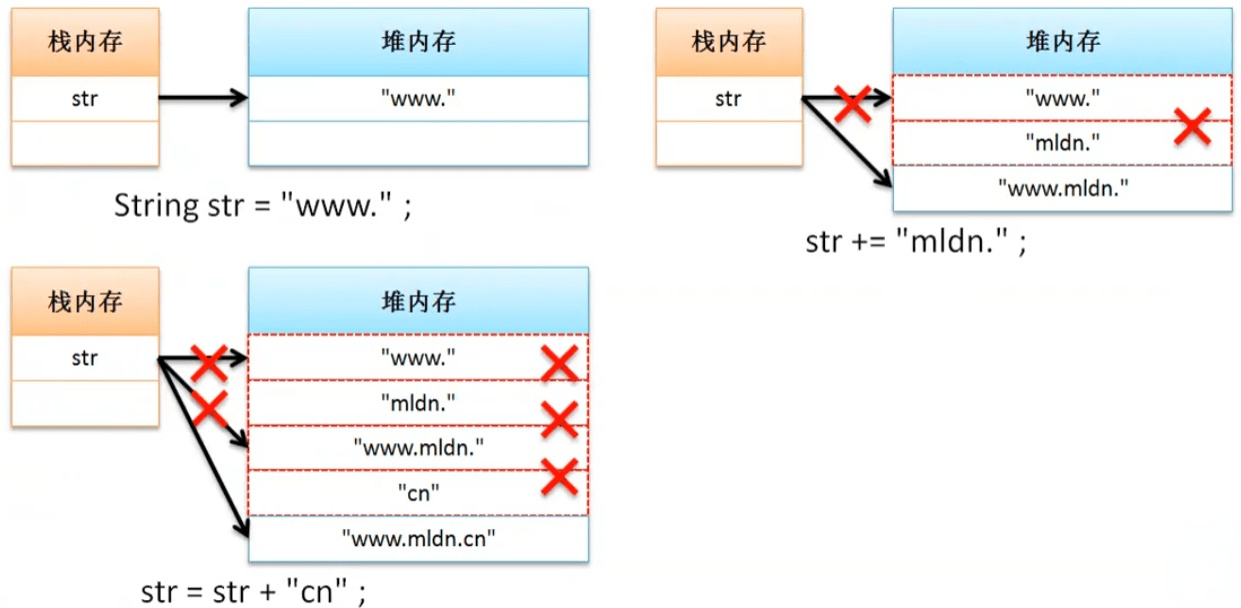 栈内存
堆内存
str
"www."
String str = "www." ;
栈内存
堆内存
str
"www."
"mldn."
"www.mldn."
str += "mldn." ;
栈内存
堆内存
str
"www."
"mldn."
"www.mldn."
"cn"
"www.mldn.cn"
str = str + "cn" ;